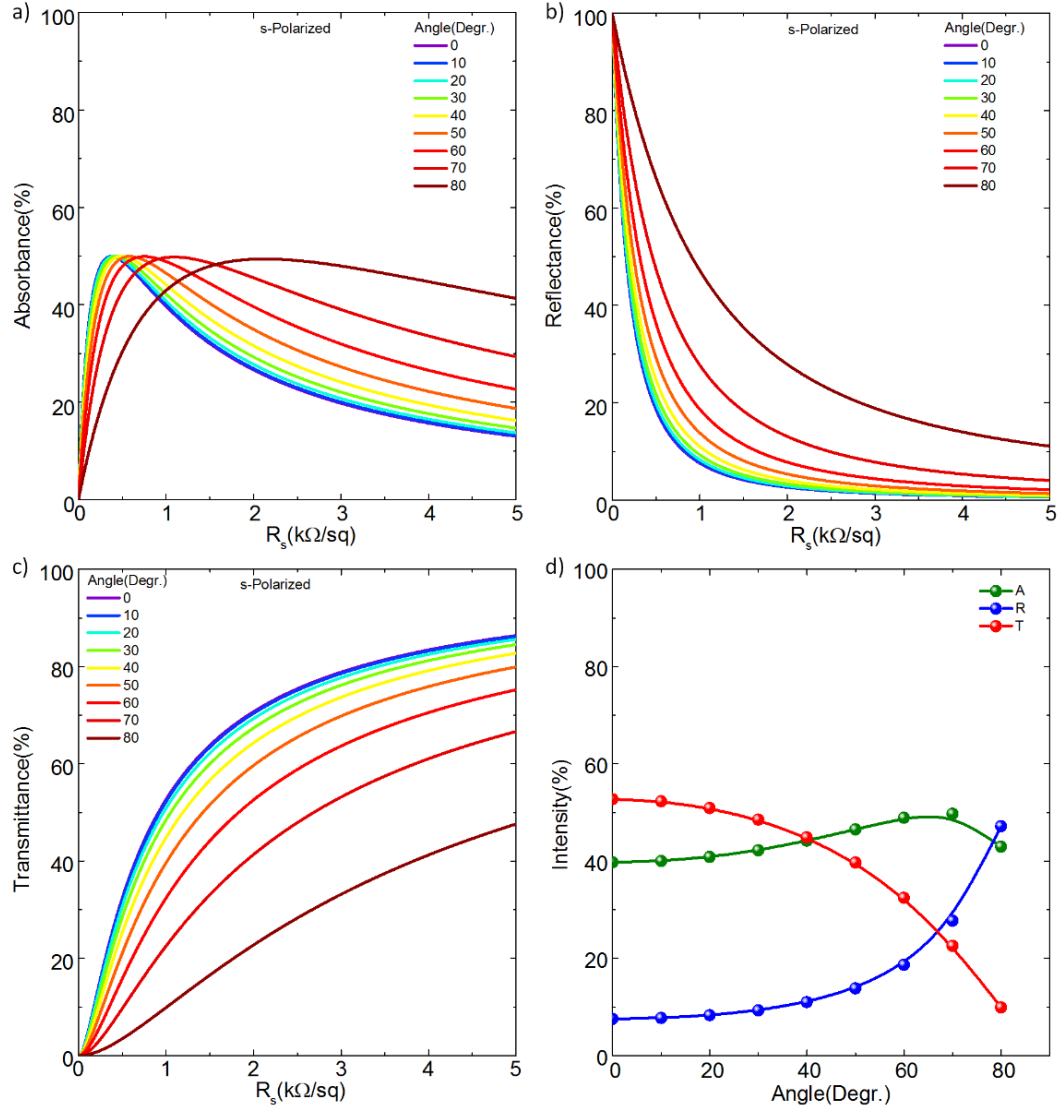 a)
100
80
60
40
20
0
Absorbance(%)
s-Polarized
Angle(Degr.)
0
10
20
30
40
50
60
70
80
0 1 2 3 4 5
Rₛ(kΩ/sq)
b)
100
80
60
40
20
0
Reflectance(%)
s-Polarized
Angle(Degr.)
0
10
20
30
40
50
60
70
80
0 1 2 3 4 5
Rₛ(kΩ/sq)
c)
100
80
60
40
20
0
Transmittance(%)
Angle(Degr.)
s-Polarized
0
10
20
30
40
50
60
70
80
0 1 2 3 4 5
Rₛ(kΩ/sq)
d)
100
80
60
40
20
0
Intensity(%)
A
R
T
0 20 40 60 80
Angle(Degr.)